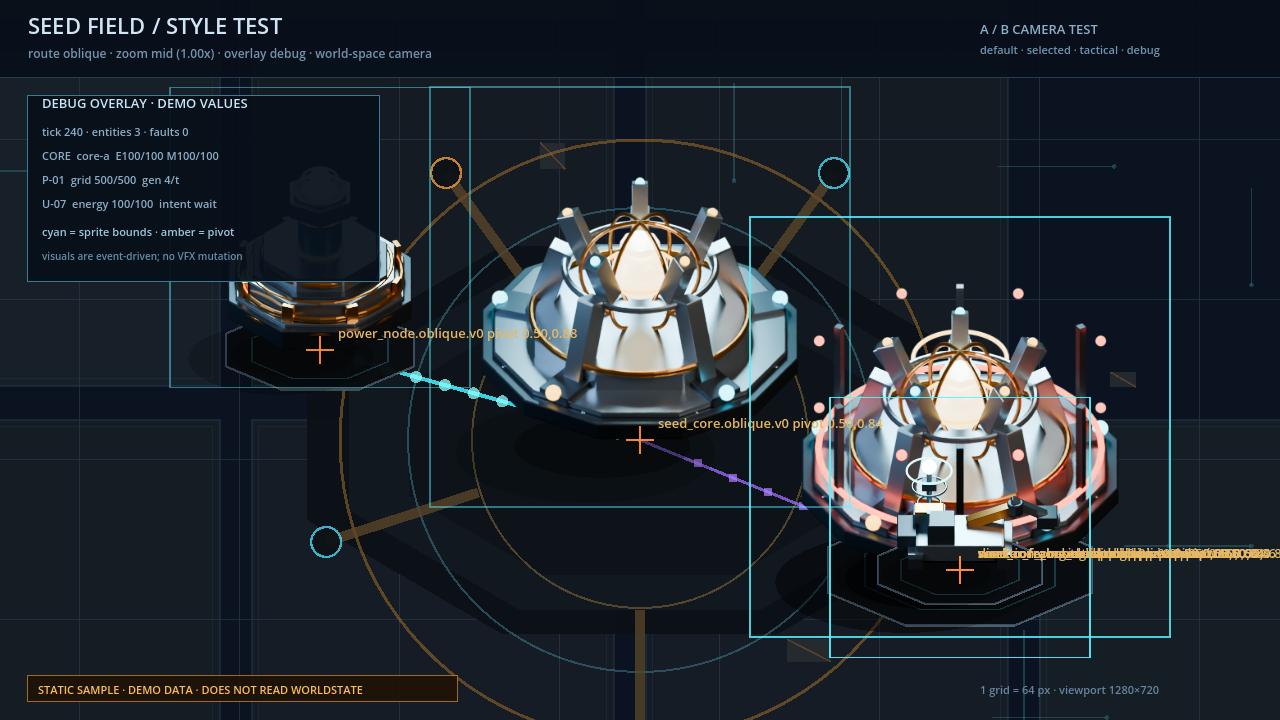 SEED FIELD / STYLE TEST
route oblique · zoom mid (1.00x) · overlay debug · world-space camera
A / B CAMERA TEST
default · selected · tactical · debug
DEBUG OVERLAY · DEMO VALUES
tick 240 · entities 3 · faults 0
CORE core-a E100/100 M100/100
P-01 grid 500/500 gen 4/t
U-07 energy 100/100 intent wait
cyan = sprite bounds · amber = pivot
visuals are event-driven; no VFX mutation
power_node.oblique.v0 pivot 0.50,0.88
seed_core.oblique.v0 pivot 0.50,0.84
STATIC SAMPLE · DEMO DATA · DOES NOT READ WORLDSTATE
1 grid = 64 px · viewport 1280×720